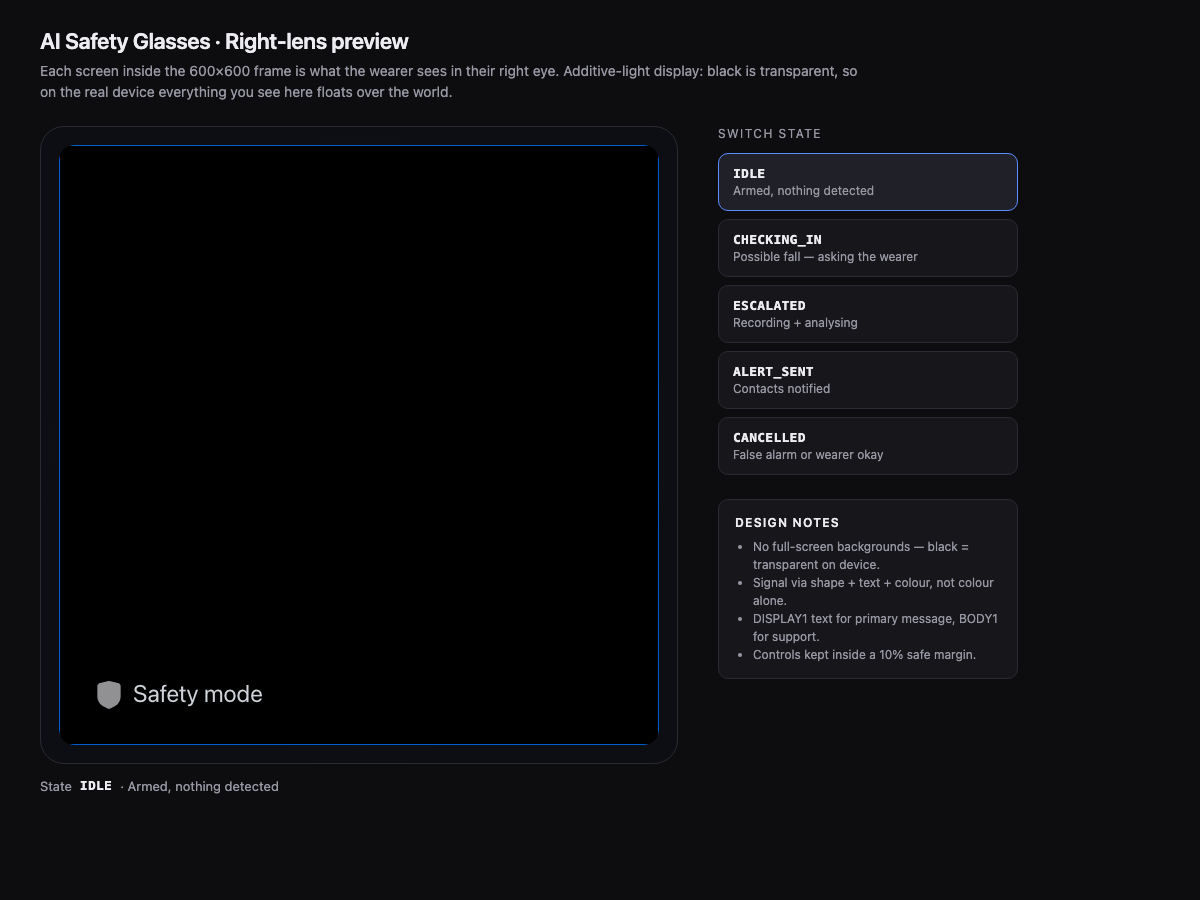 AI Safety Glasses · Right-lens preview
Each screen inside the 600×600 frame is what the wearer sees in their right eye. Additive-light display: black is transparent, so
on the real device everything you see here floats over the world.
Safety mode
State IDLE · Armed, nothing detected
SWITCH STATE
IDLE
Armed, nothing detected
CHECKING_IN
Possible fall — asking the wearer
ESCALATED
Recording + analysing
ALERT_SENT
Contacts notified
CANCELLED
False alarm or wearer okay
DESIGN NOTES
• No full-screen backgrounds — black =
transparent on device.
• Signal via shape + text + colour, not colour
alone.
• DISPLAY1 text for primary message, BODY1
for support.
• Controls kept inside a 10% safe margin.